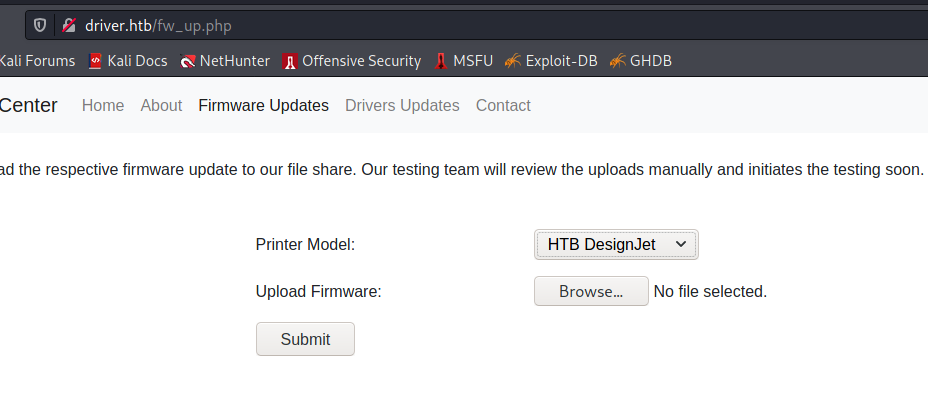 driver.htb/fw_up.php
Kali Forums Kali Docs NetHunter Offensive Security MSFU Exploit-DB GHDB
Center Home About Firmware Updates Drivers Updates Contact
ad the respective firmware update to our file share. Our testing team will review the uploads manually and initiates the testing soon.
Printer Model: HTB DesignJet
Upload Firmware: Browse... No file selected.
Submit